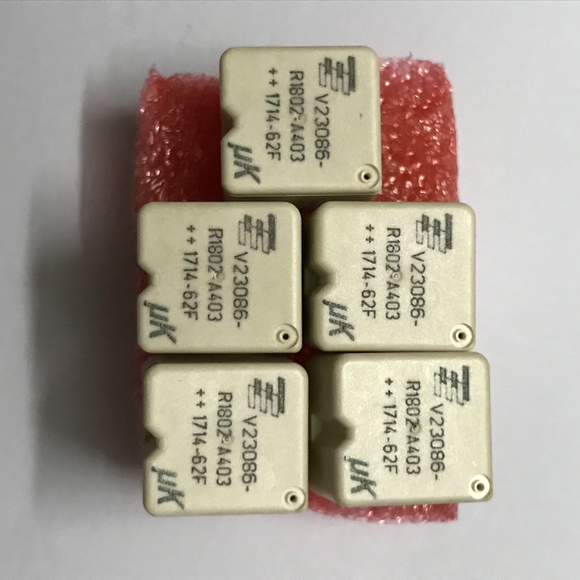 V23086-
R1802-A403
++1714-62F
µK
V23086-
R1802-A403
++1714-62F
µK
V23086-
R1802-A403
++1714-62F
µK
V23086-
R1802-A403
++1714-62F
µK
V23086-
R1802-A403
++1714-62F
µK